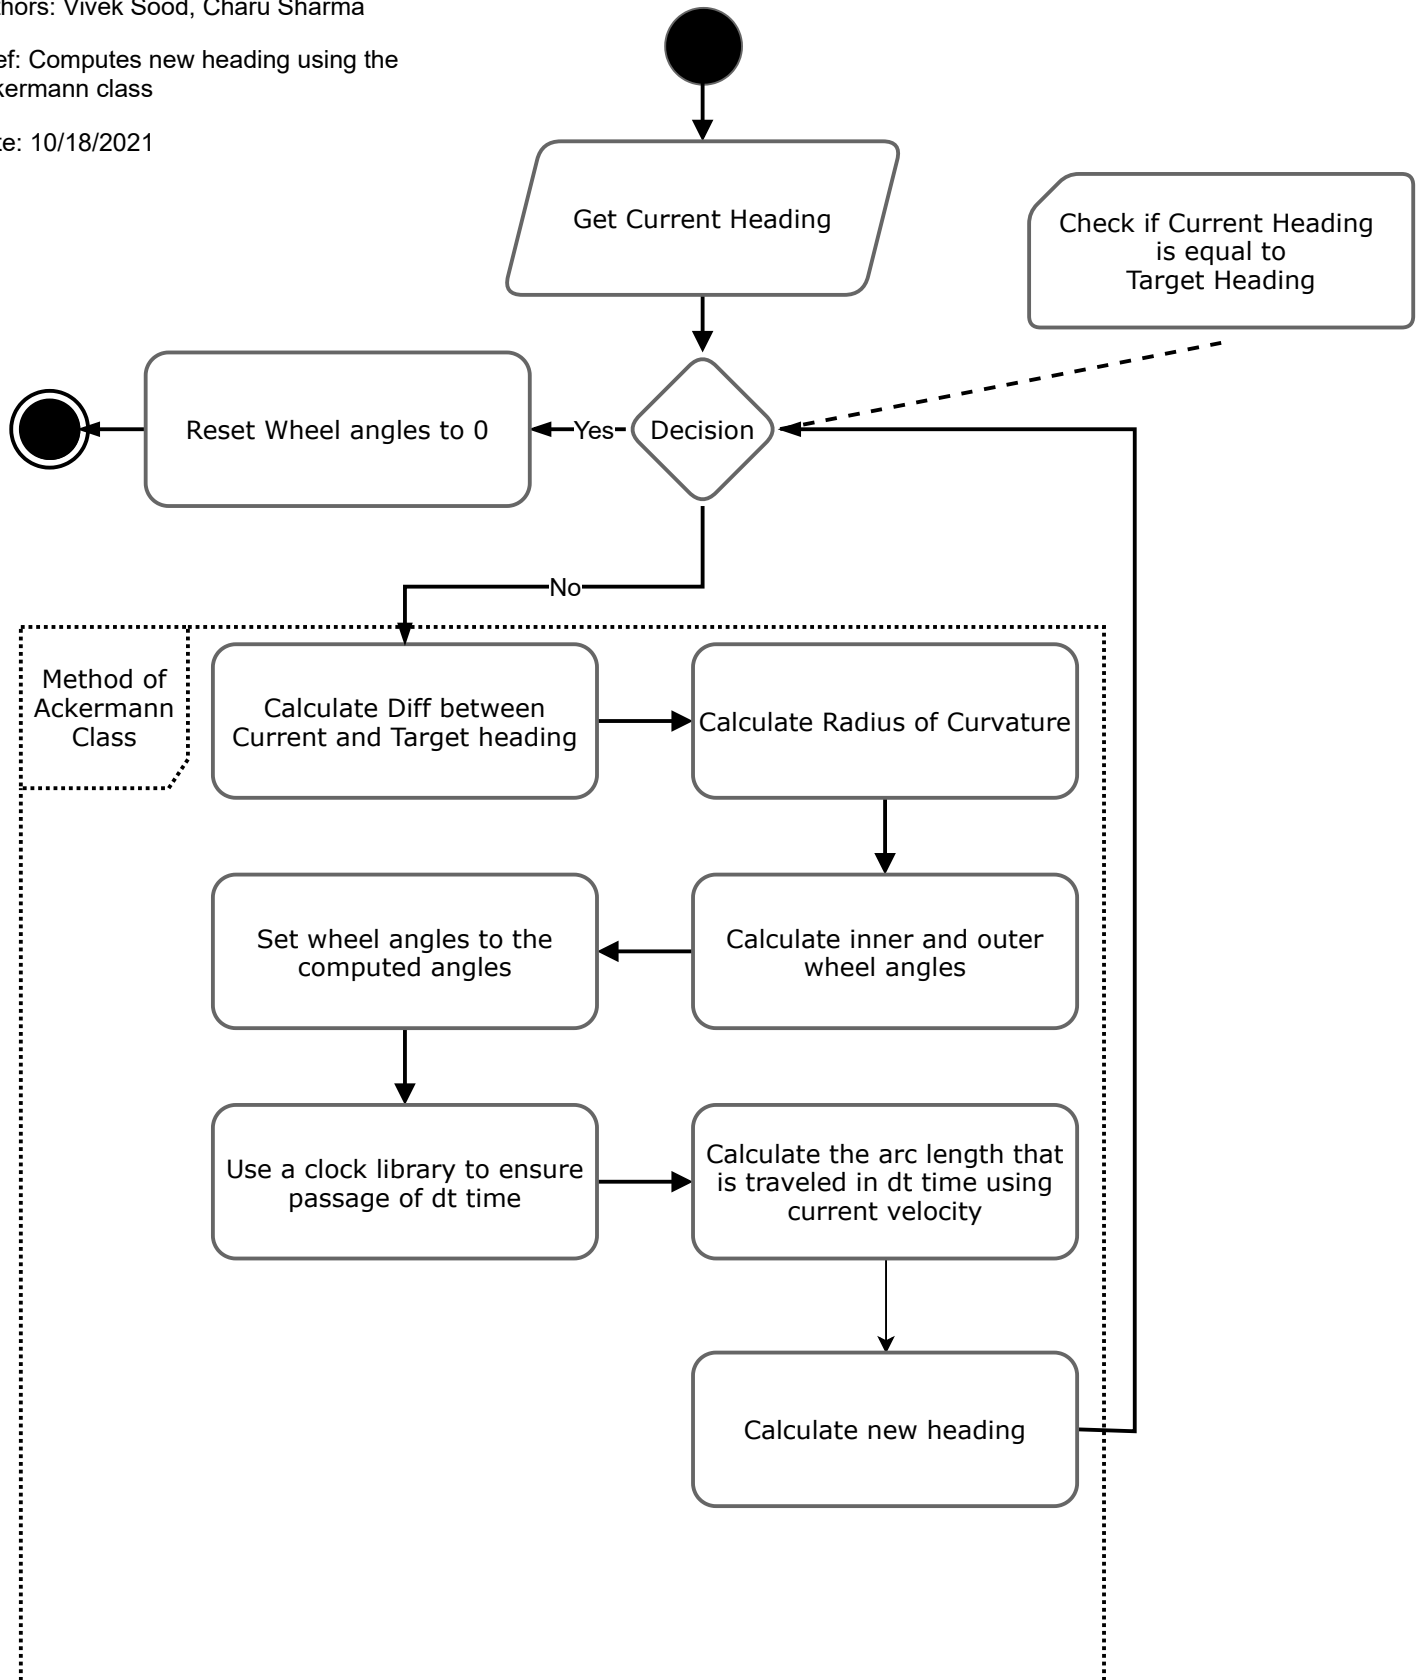 thors: Vivek Sood, Charu Sharma
ef: Computes new heading using the
kermann class
te: 10/18/2021
Get Current Heading
Check if Current Heading
is equal to
Target Heading
Reset Wheel angles to 0
Yes
Decision
No
Method of
Ackermann
Class
Calculate Diff between
Current and Target heading
Calculate Radius of Curvature
Set wheel angles to the
computed angles
Calculate inner and outer
wheel angles
Use a clock library to ensure
passage of dt time
Calculate the arc length that
is traveled in dt time using
current velocity
Calculate new heading